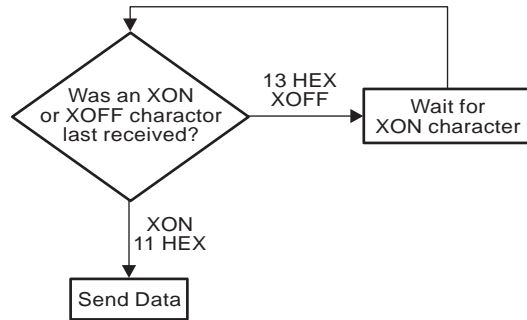 Was an XON
or XOFF charactor
last received?
13 HEX
XOFF
Wait for
XON character
XON
11 HEX
Send Data